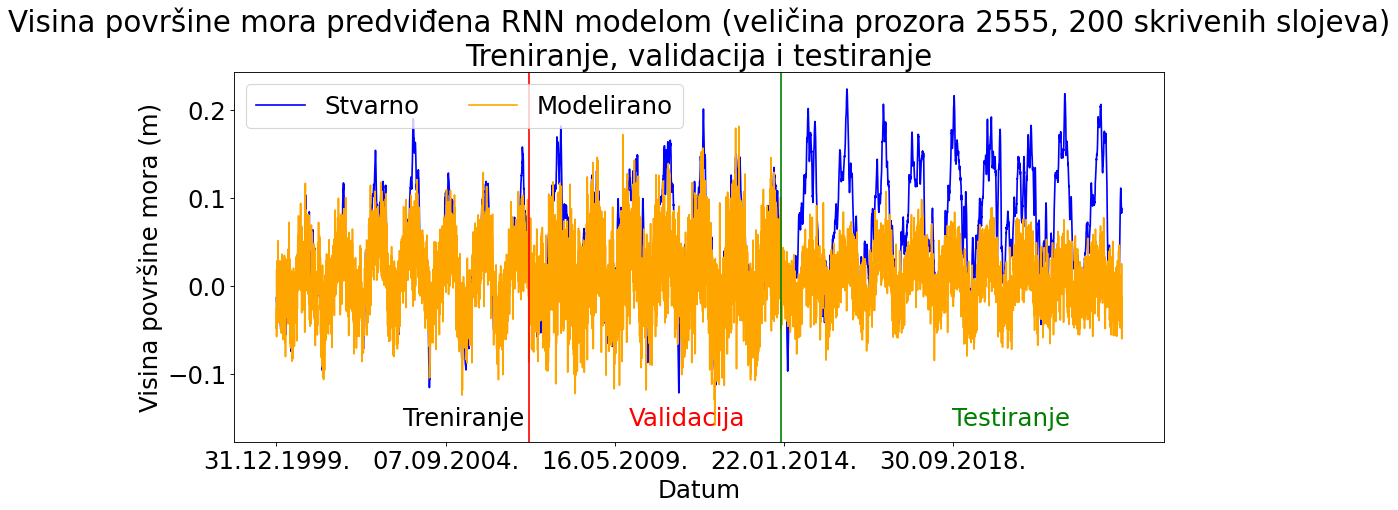 Visina površine mora predviđena RNN modelom (veličina prozora 2555, 200 skrivenih slojeva)
Treniranje, validacija i testiranje
Stvarno
Modelirano
Visina površine mora (m)
0.2
0.1
0.0
−0.1
Treniranje
Validacija
Testiranje
31.12.1999.
07.09.2004.
16.05.2009.
22.01.2014.
30.09.2018.
Datum